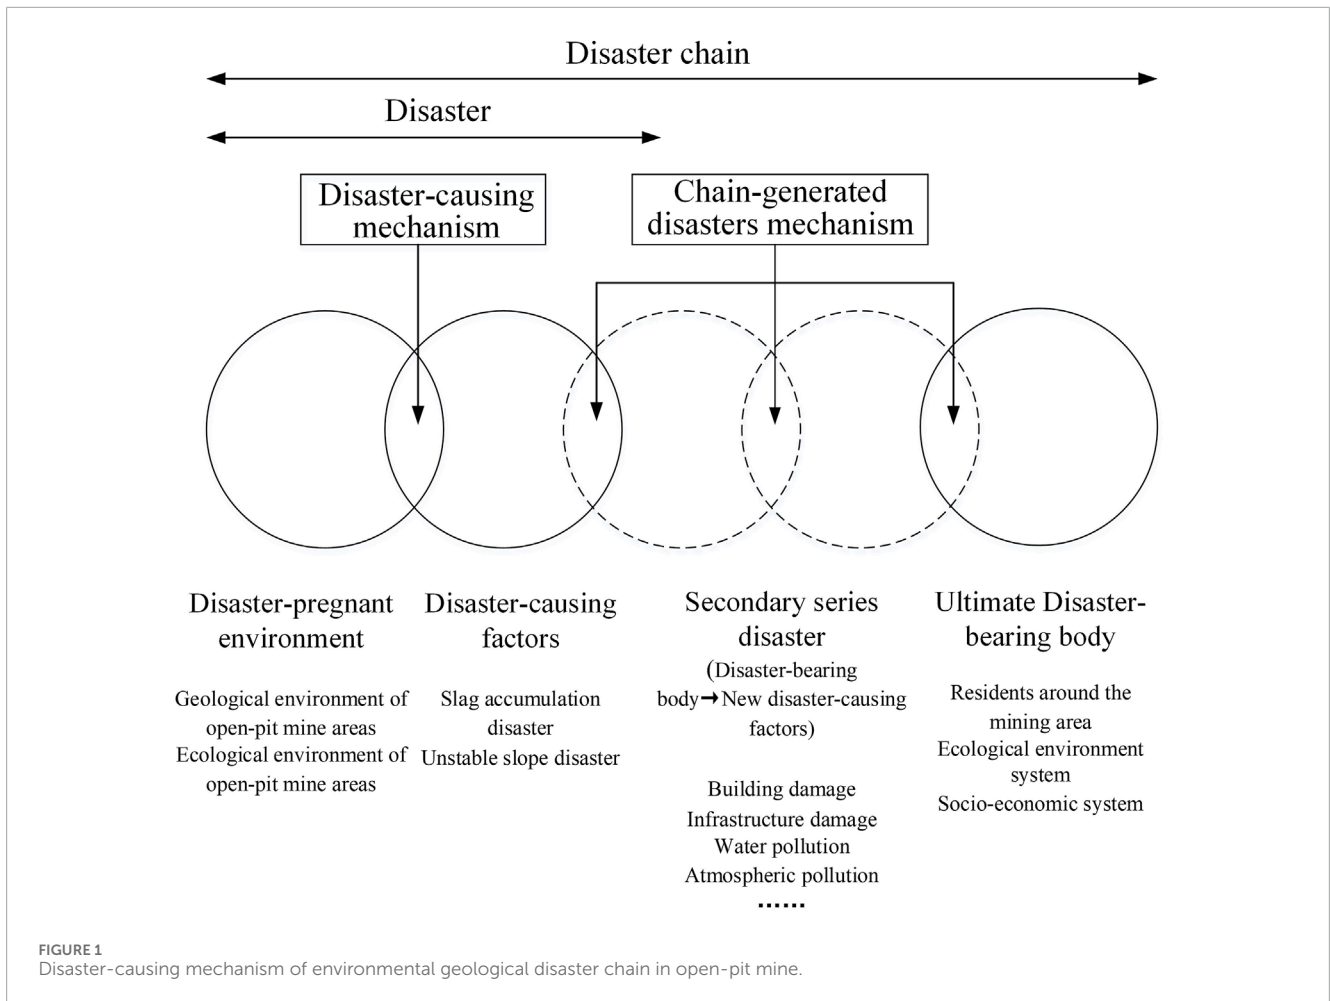 Disaster chain
Disaster
Disaster-causing
mechanism
Chain-generated
disasters mechanism
Disaster-pregnant
environment
Geological environment of
open-pit mine areas
Ecological environment of
open-pit mine areas
Disaster-causing
factors
Slag accumulation
disaster
Unstable slope disaster
Secondary series
disaster
(Disaster-bearing
body→New disaster-causing
factors)
Building damage
Infrastructure damage
Water pollution
Atmospheric pollution
......
Ultimate Disaster-
bearing body
Residents around the
mining area
Ecological environment
system
Socio-economic system
FIGURE 1
Disaster-causing mechanism of environmental geological disaster chain in open-pit mine.